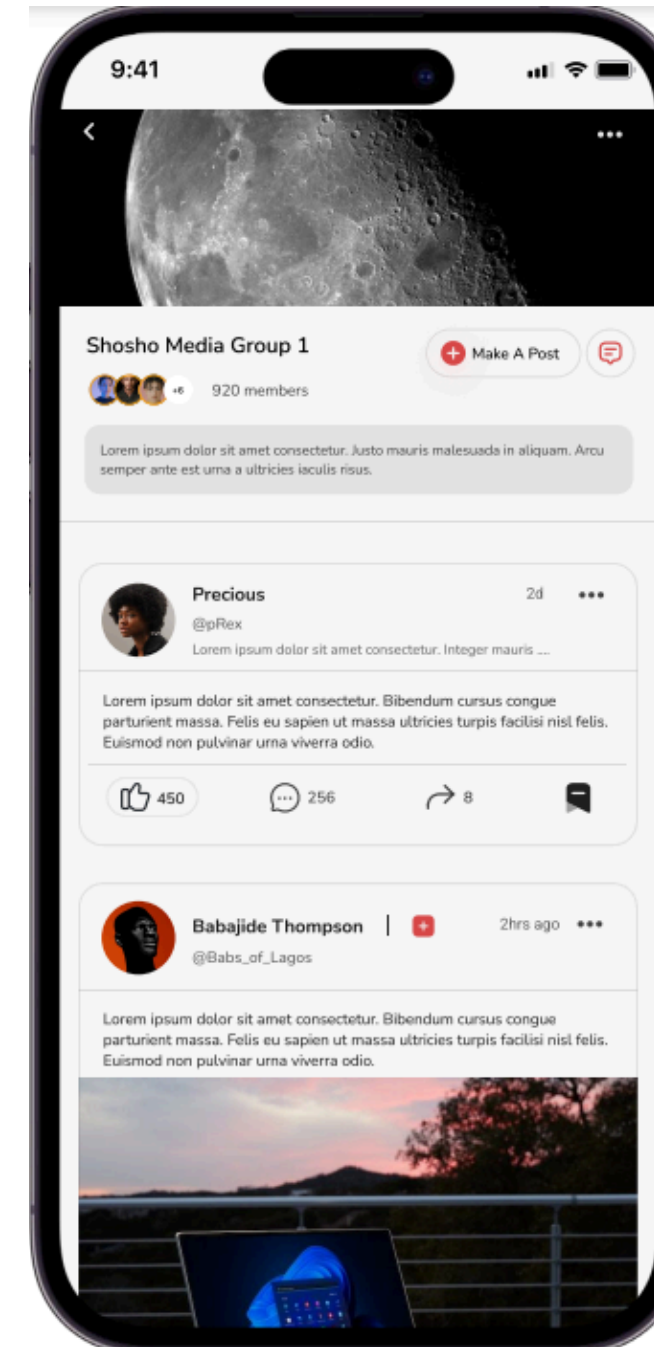 9:41
Shosho Media Group 1
Make A Post
+6
920 members
Lorem ipsum dolor sit amet consectetur. Justo mauris malesuada in aliquam. Arcu
semper ante est urna a ultricies iaculis risus.
Precious
2d
@pRex
Lorem ipsum dolor sit amet consectetur. Integer mauris ....
Lorem ipsum dolor sit amet consectetur. Bibendum cursus congue
parturient massa. Felis eu sapien ut massa ultricies turpis facilisi nisl felis.
Euismod non pulvinar urna viverra odio.
450
256
8
Babajide Thompson
2hrs ago
@Babs_of_Lagos
Lorem ipsum dolor sit amet consectetur. Bibendum cursus congue
parturient massa. Felis eu sapien ut massa ultricies turpis facilisi nisl felis.
Euismod non pulvinar urna viverra odio.